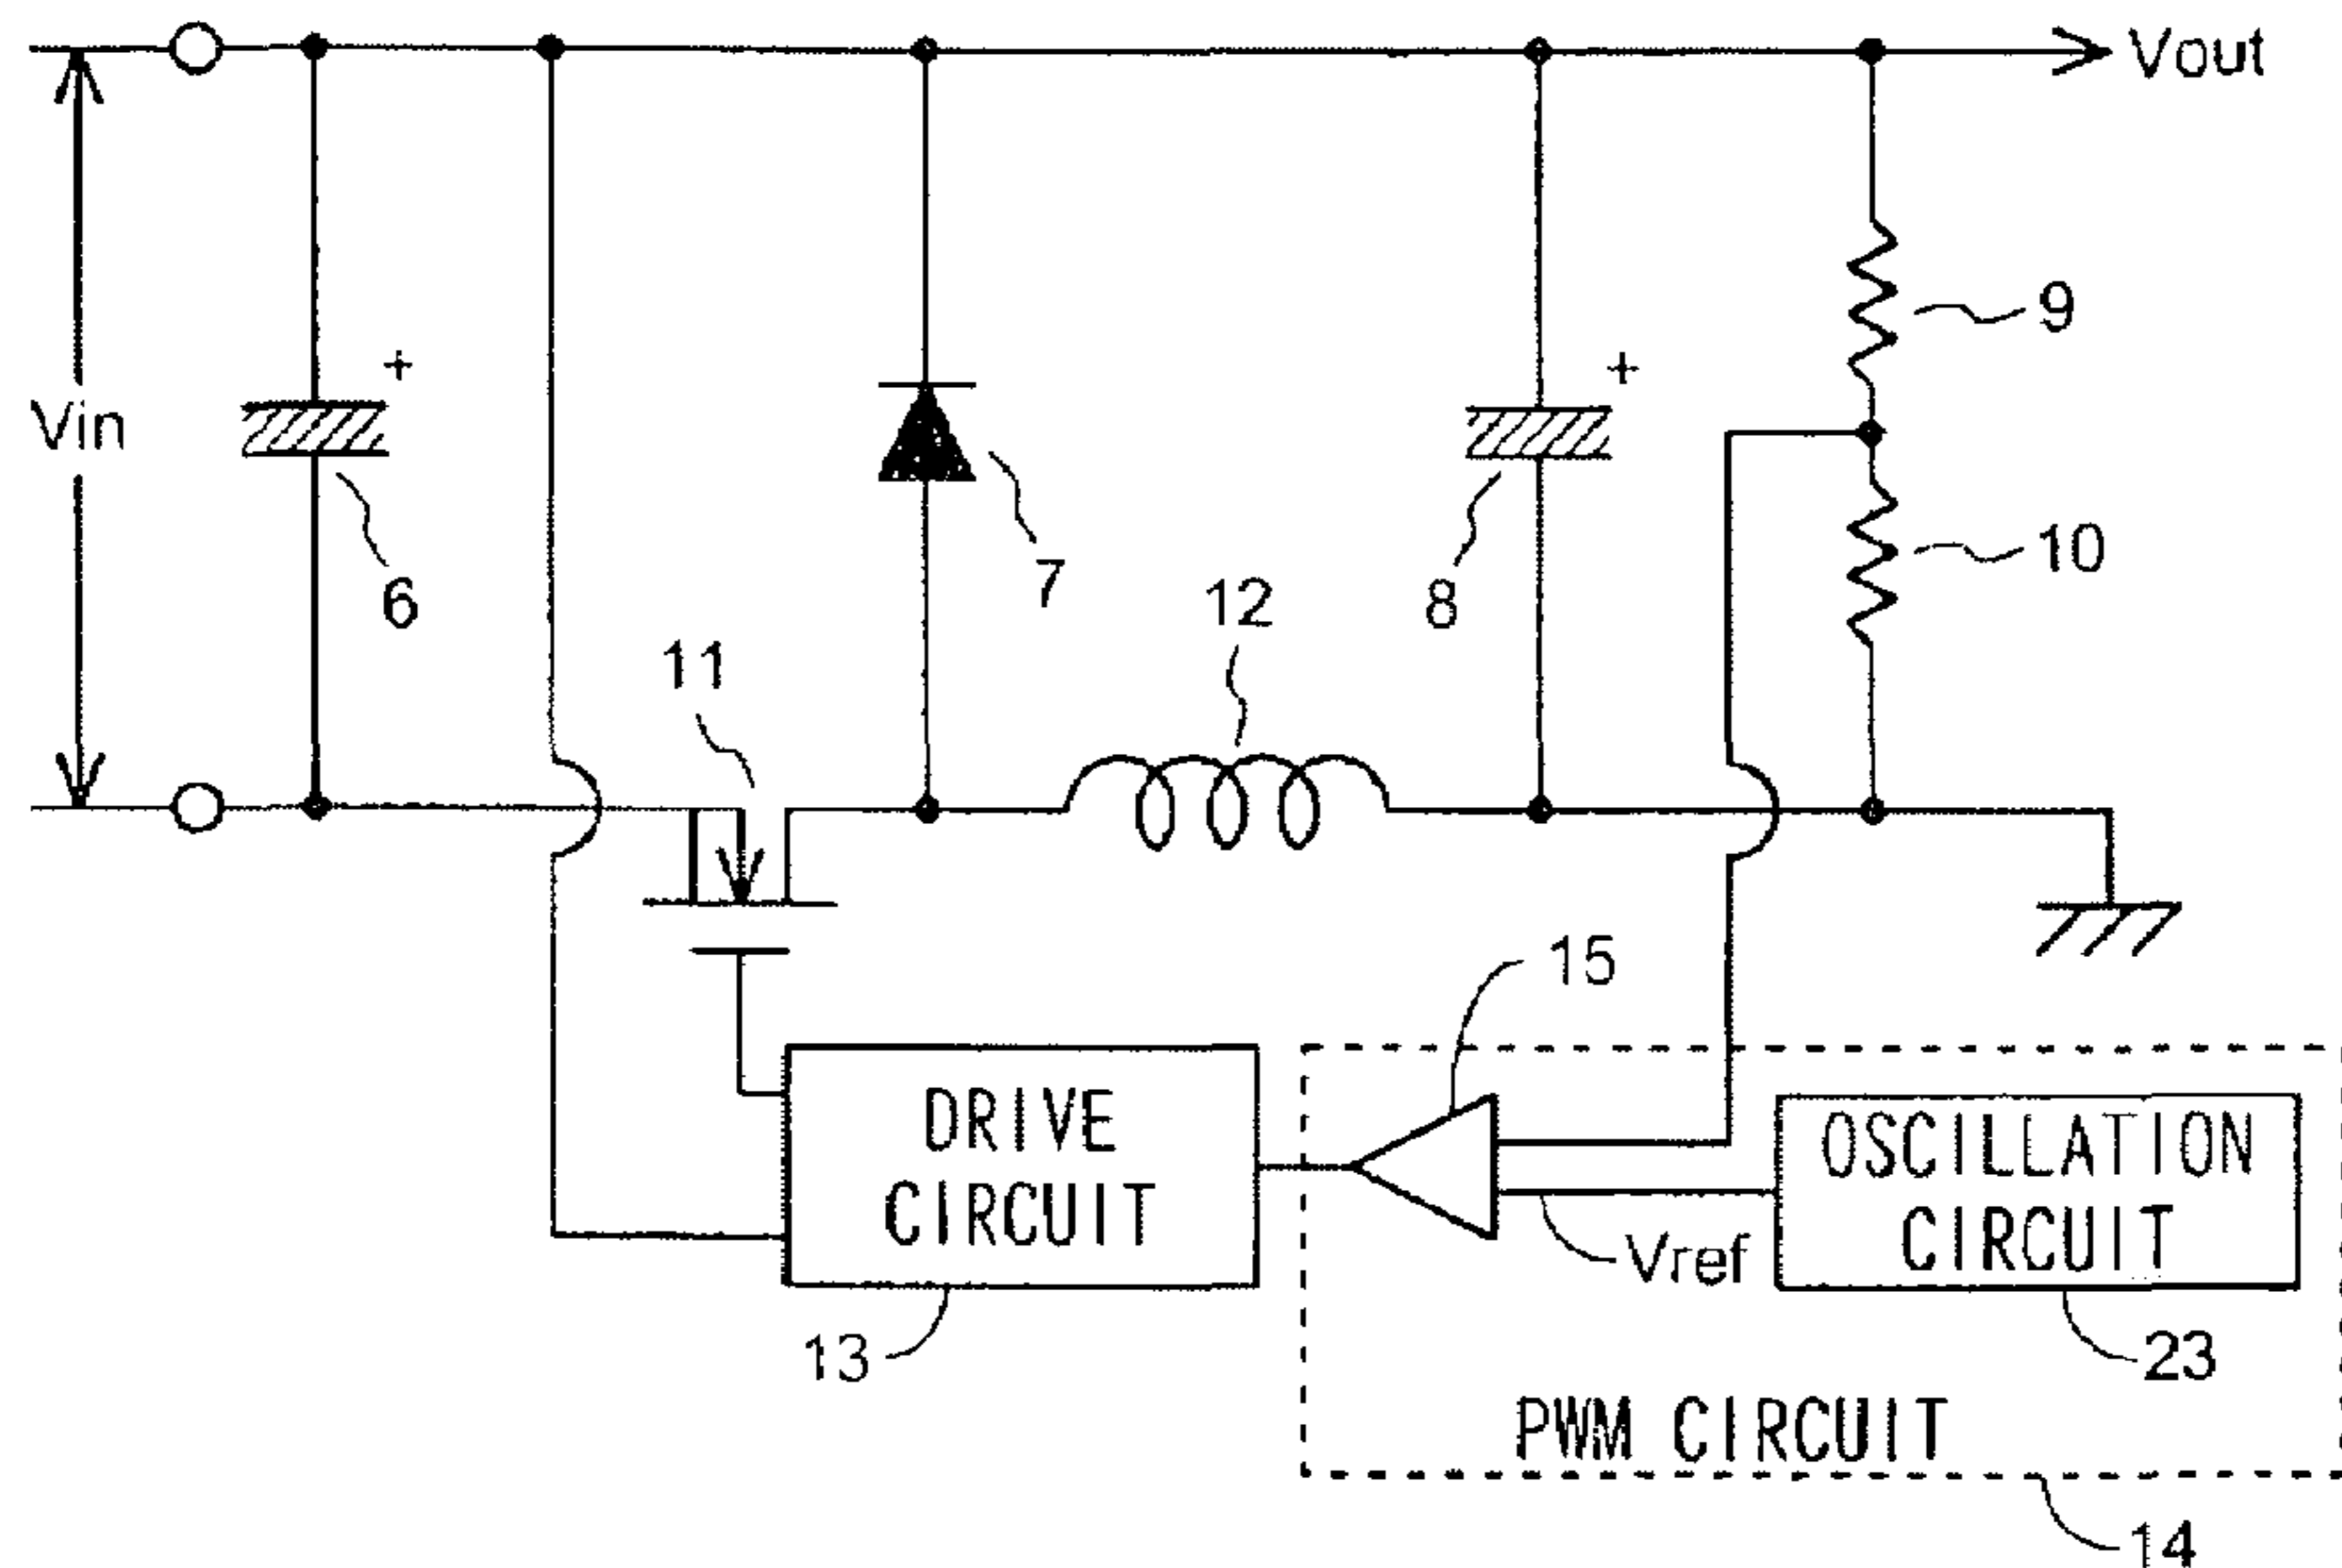 Vout
+
+
9
Vin
6
7
8
10
12
11
15
DRIVE
CIRCUIT
OSCILLATION
CIRCUIT
Vref
13
23
PWM CIRCUIT
14